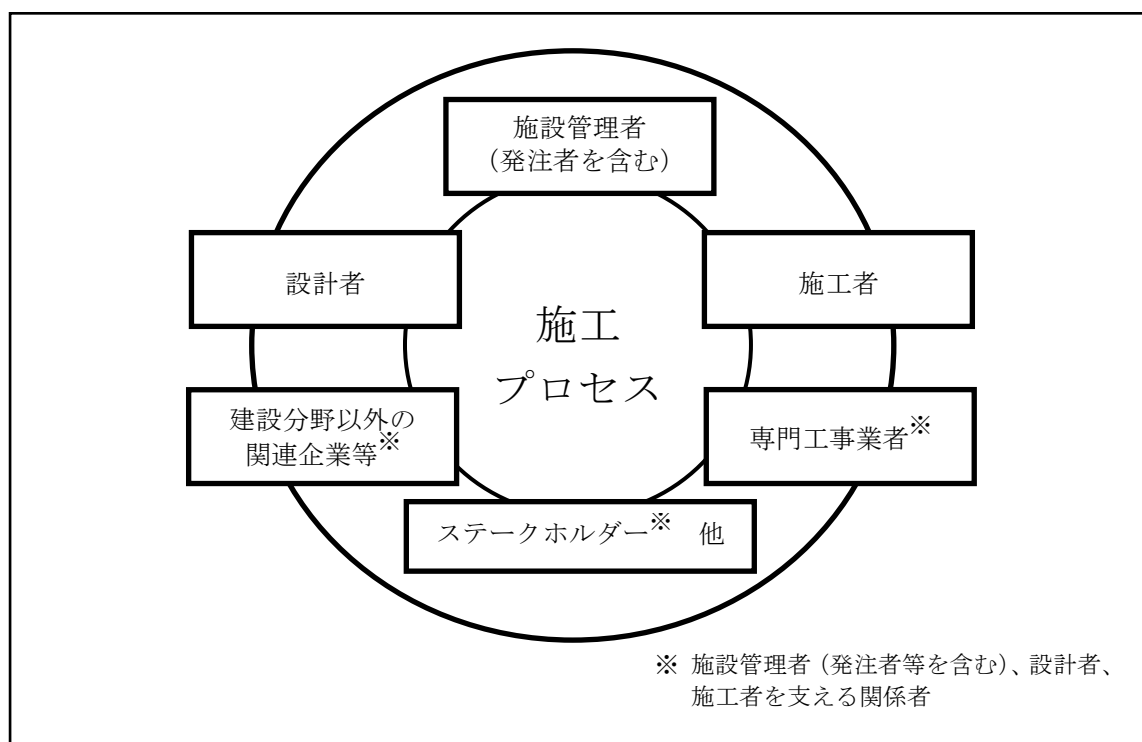 施設管理者
（発注者を含む）
設計者
施工者
施工
プロセス
建設分野以外の
関連企業等※
専門工事業者※
ステークホルダー※　他
※ 施設管理者（発注者等を含む）、設計者、
施工者を支える関係者